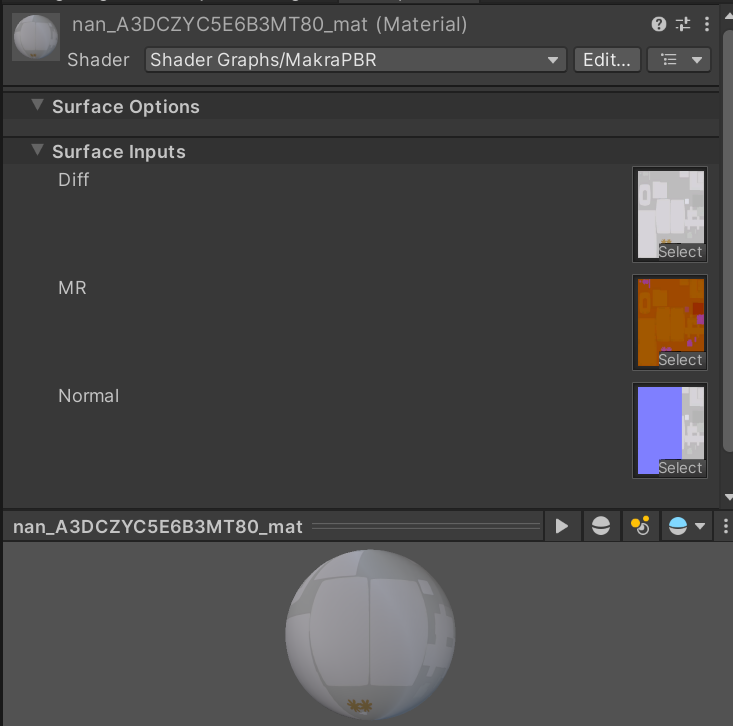 nan_A3DCZYC5E6B3MT80_mat (Material)
Shader Shader Graphs/MakraPBR Edit...
Surface Options
Surface Inputs
Diff
Select
MR
Select
Normal
Select
nan_A3DCZYC5E6B3MT80_mat